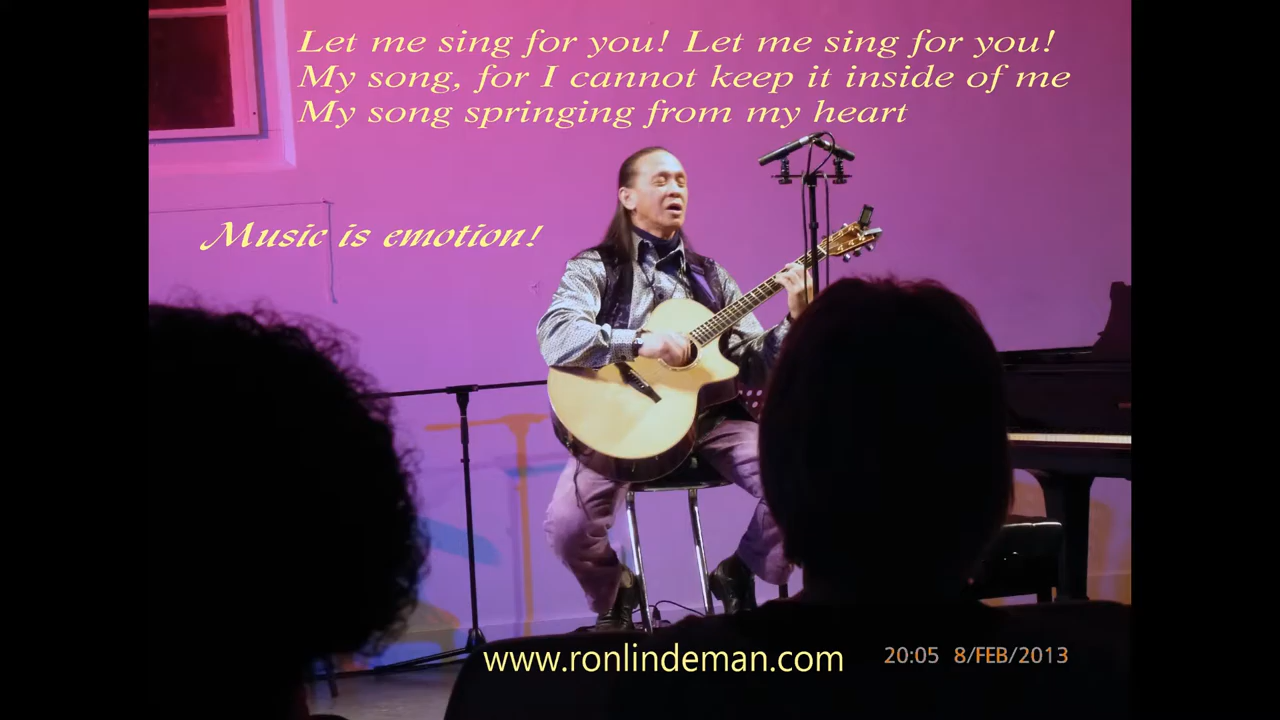 Let me sing for you! Let me sing for you!
My song, for I cannot keep it inside of me
My song springing from my heart
Music is emotion!
www.ronlindeman.com
20:05 8/FEB/2013